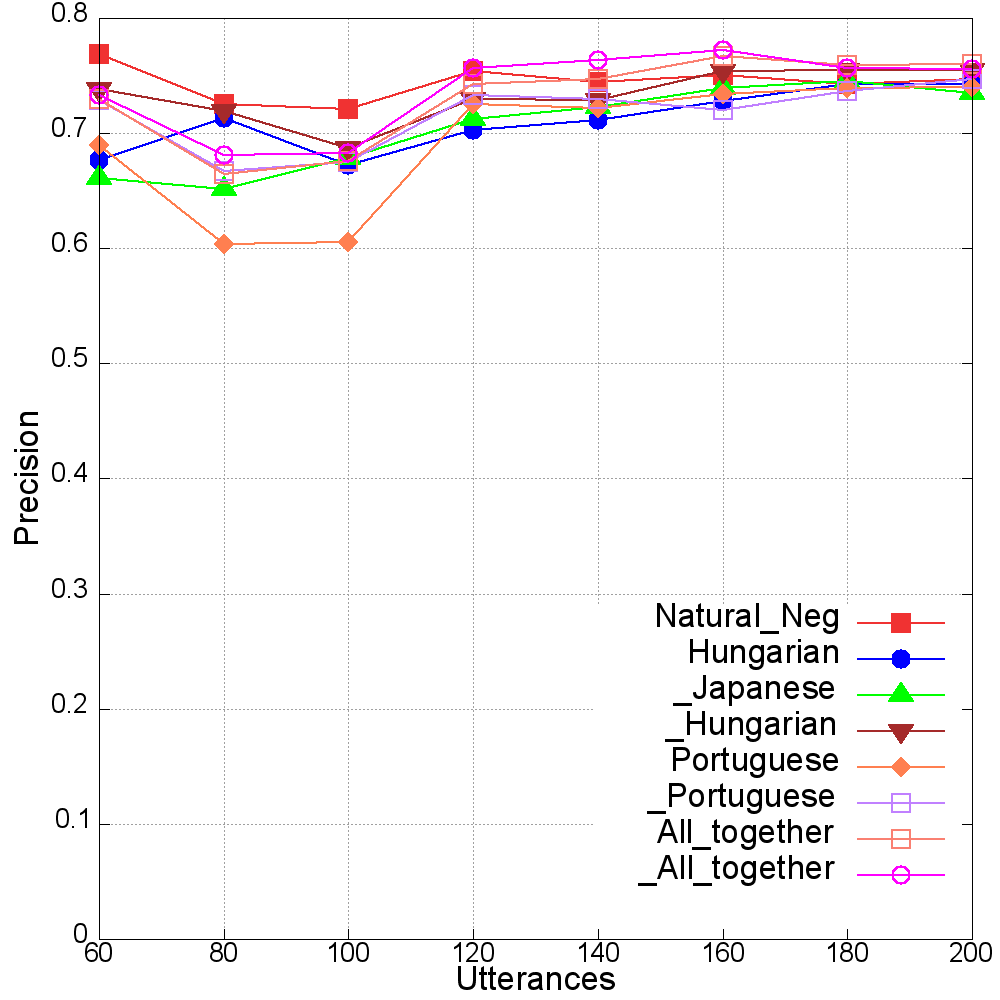 0.8
0.7
0.6
0.5
0.4
0.3
0.2
0.1
0
Precision
Natural_Neg
Hungarian
_Japanese
_Hungarian
Portuguese
_Portuguese
All_together
_All_together
60 80 100 120 140 160 180 200
Utterances